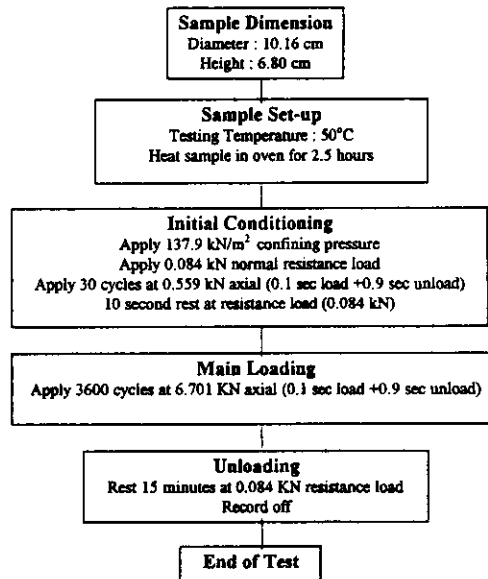 Sample Dimension
Diameter : 10.16 cm
Height : 6.80 cm
Sample Set-up
Testing Temperature : 50°C
Heat sample in oven for 2.5 hours
Initial Conditioning
Apply 137.9 kN/m² confining pressure
Apply 0.084 kN normal resistance load
Apply 30 cycles at 0.559 kN axial (0.1 sec load +0.9 sec unload)
10 second rest at resistance load (0.084 kN)
Main Loading
Apply 3600 cycles at 6.701 KN axial (0.1 sec load +0.9 sec unload)
Unloading
Rest 15 minutes at 0.084 KN resistance load
Record off
End of Test